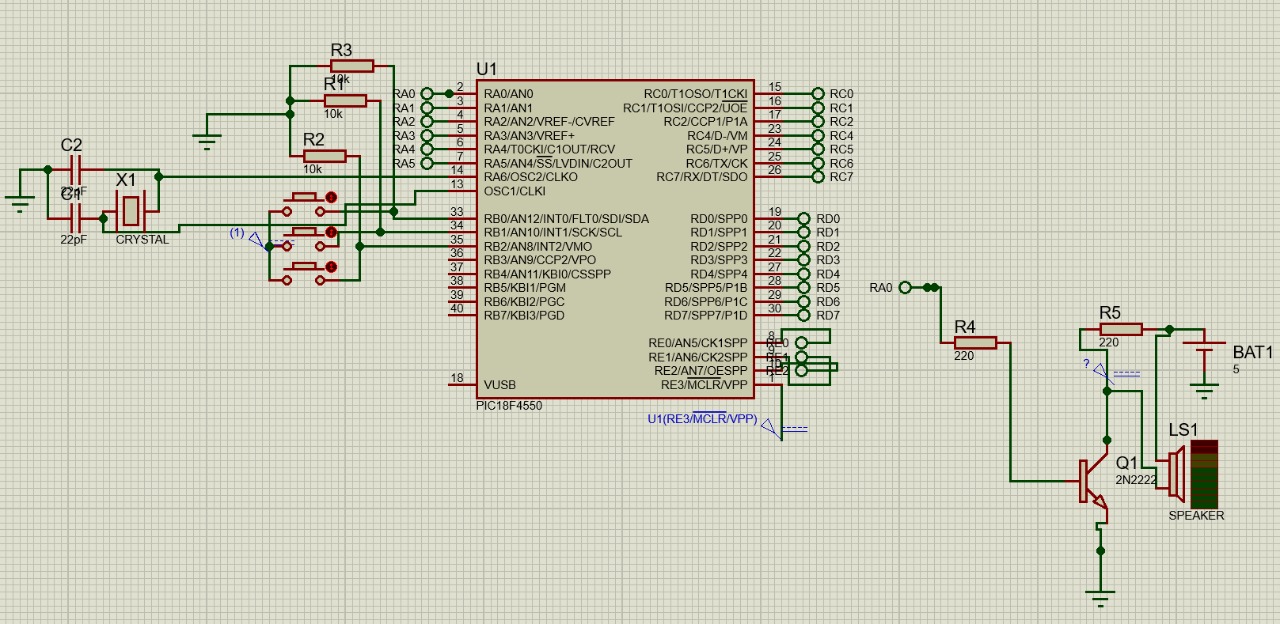 R3
10k
R1
10k
R2
10k
C2
22pF
C1
22pF
X1
CRYSTAL
(1)
U1
RA0
2
RA0/AN0
RA1
3
RA1/AN1
RA2
4
RA2/AN2/VREF-/CVREF
RA3
5
RA3/AN3/VREF+
RA4
6
RA4/T0CKI/C1OUT/RCV
RA5
7
RA5/AN4/SS/LVDIN/C2OUT
14
RA6/OSC2/CLKO
13
OSC1/CLKI
33
RB0/AN12/INT0/FLT0/SDI/SDA
34
RB1/AN10/INT1/SCK/SCL
35
RB2/AN8/INT2/VMO
36
RB3/AN9/CCP2/VPO
37
RB4/AN11/KBI0/CSSPP
38
RB5/KBI1/PGM
39
RB6/KBI2/PGC
40
RB7/KBI3/PGD
18
VUSB
PIC18F4550
RC0/T1OSO/T1CKI
15
RC0
RC1/T1OSI/CCP2/UOE
16
RC1
RC2/CCP1/P1A
17
RC2
RC4/D-/VM
23
RC4
RC5/D+/VP
24
RC5
RC6/TX/CK
25
RC6
RC7/RX/DT/SDO
26
RC7
RD0/SPP0
19
RD0
RD1/SPP1
20
RD1
RD2/SPP2
21
RD2
RD3/SPP3
22
RD3
RD4/SPP4
27
RD4
RD5/SPP5/P1B
28
RD5
RD6/SPP6/P1C
29
RD6
RD7/SPP7/P1D
30
RD7
RE0/AN5/CK1SPP
8
RE0
RE1/AN6/CK2SPP
9
RE1
RE2/AN7/OESPP
10
RE2
RE3/MCLR/VPP
1
U1(RE3/MCLR/VPP)
RA0
R4
220
R5
220
?
BAT1
5
LS1
SPEAKER
Q1
2N2222